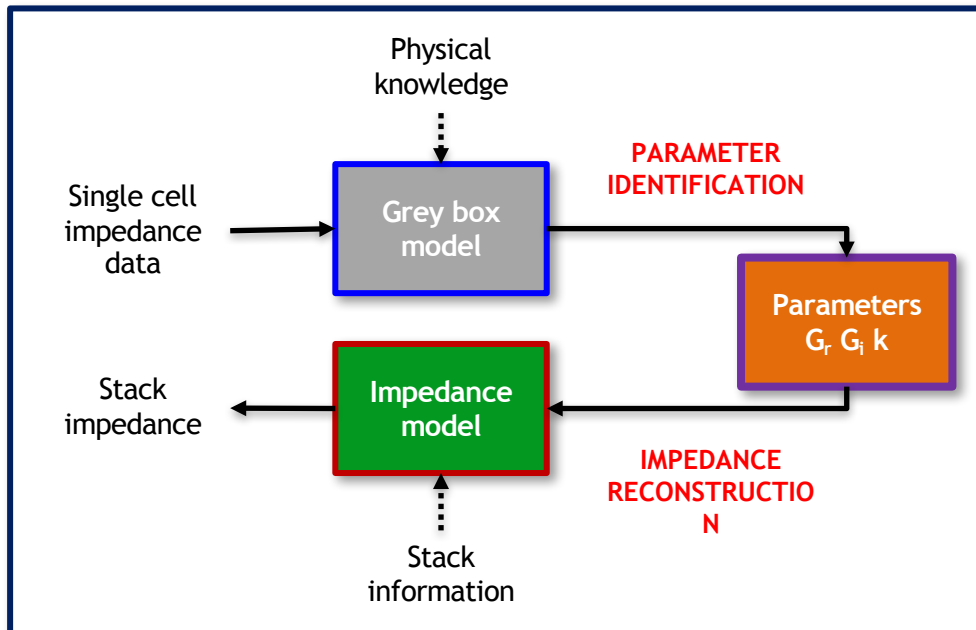 Physical
knowledge
PARAMETER
IDENTIFICATION
Single cell
impedance
data
Grey box
model
Parameters
Gr Gi k
Stack
impedance
Impedance
model
IMPEDANCE
RECONSTRUCTIO
N
Stack
information